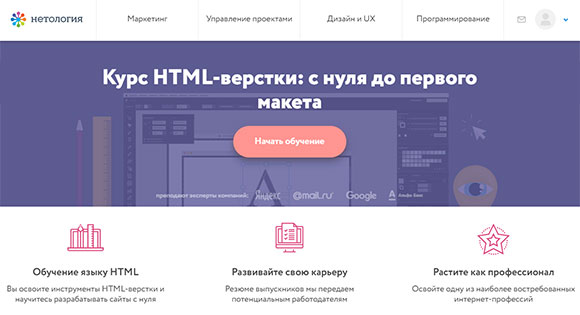 нетология
Маркетинг
Управление проектами
Дизайн и UX
Программирование
Курс HTML-верстки: с нуля до первого
макета
Начать обучение
преподают эксперты компаний:
Яндекс
@mail.ru
Google
Альфа·Банк
Обучение языку HTML
Вы освоите инструменты HTML-верстки и
научитесь разрабатывать сайты с нуля
Развивайте свою карьеру
Резюме выпускников мы передаем
потенциальным работодателям
Растите как профессионал
Освойте одну из наиболее востребованных
интернет-профессий